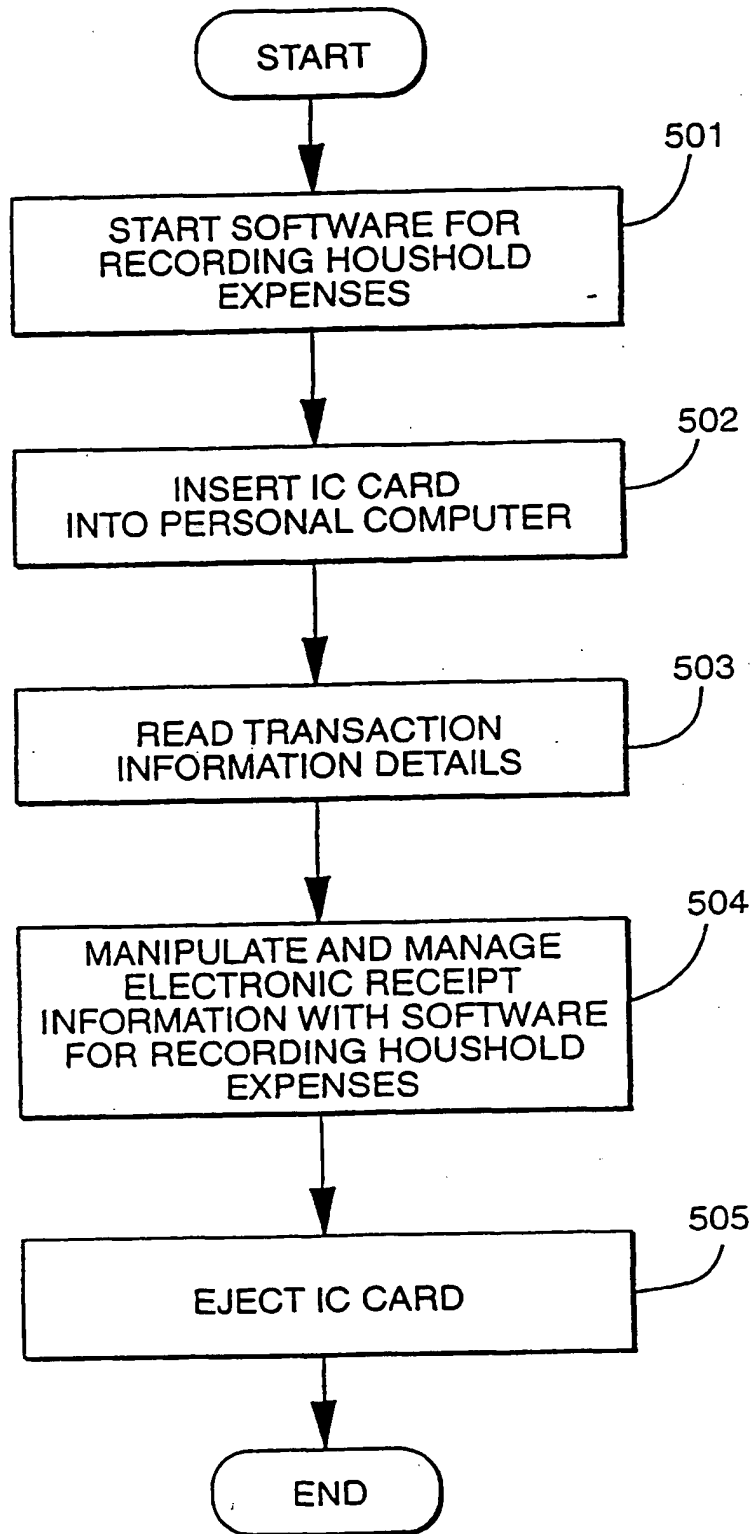 START
501
START SOFTWARE FOR
RECORDING HOUSHOLD
EXPENSES
502
INSERT IC CARD
INTO PERSONAL COMPUTER
503
READ TRANSACTION
INFORMATION DETAILS
504
MANIPULATE AND MANAGE
ELECTRONIC RECEIPT
INFORMATION WITH SOFTWARE
FOR RECORDING HOUSHOLD
EXPENSES
505
EJECT IC CARD
END